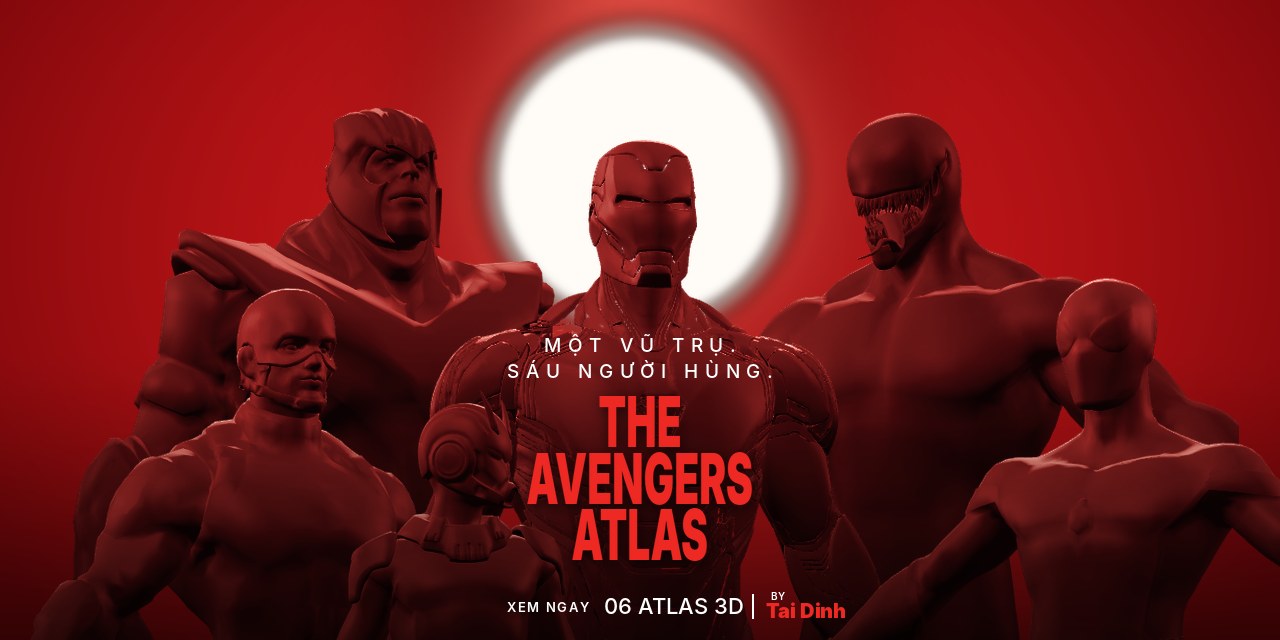 MỘT VŨ TRỤ.
SÁU NGƯỜI HÙNG.
THE
AVENGERS
ATLAS
XEM NGAY 06 ATLAS 3D | BY Tai Dinh